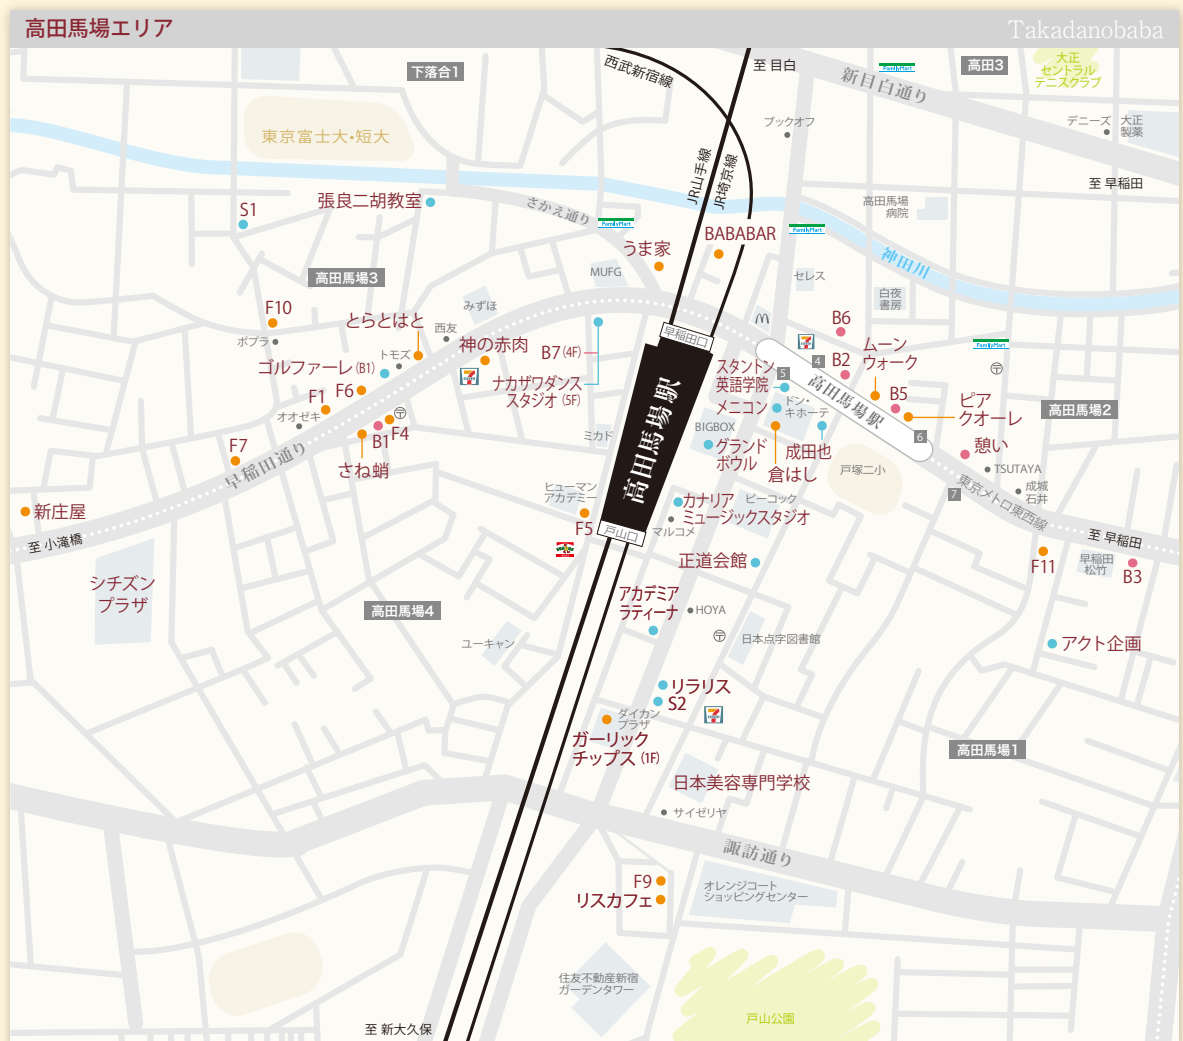 高田馬場エリア
Takadanobaba
下落合1
西武新宿線
至 目白
新目白通り
FamilyMart
高田3
大正
セントラル
テニスクラブ
東京富士大・短大
ブックオフ
デニーズ
大正
製薬
JR山手線
JR埼京線
至 早稲田
S1
張良二胡教室
さかえ通り
FamilyMart
うま家
BABABAR
FamilyMart
高田馬場
病院
神田川
高田馬場3
MUFG
セレス
白夜
書房
F10
ポプラ
とらとはと
みずほ
西友
早稲田口
B6
FamilyMart
ゴルファーレ(B1)
トモズ
神の赤肉
B7(4F)
ナカザワダンス
スタジオ(5F)
スタントン
英語学院
5
4
B2
ムーン
ウォーク
F1
F6
オオゼキ
メニコン
ドン・
キホーテ
高田馬場駅
B5
ピア
クオーレ
高田馬場2
F7
早稲田通り
B1
F4
さね蛸
ミカド
高田馬場駅
BIGBOX
グランド
ボウル
成田也
倉はし
6
憩い
戸塚二小
TSUTAYA
成城
石井
7
東京メトロ東西線
新庄屋
至 小滝橋
ヒューマン
アカデミー
F5
戸山口
カナリア
ミュージックスタジオ
ピーコック
マルコメ
至 早稲田
シチズン
プラザ
正道会館
F11
早稲田
松竹
B3
高田馬場4
アカデミア
ラティーナ
HOYA
ユーキャン
日本点字図書館
アクト企画
リラリス
S2
ダイカン
プラザ
ガーリック
チップス(1F)
高田馬場1
日本美容専門学校
サイゼリヤ
諏訪通り
F9
リスカフェ
オレンジコート
ショッピングセンター
住友不動産新宿
ガーデンタワー
戸山公園
至 新大久保